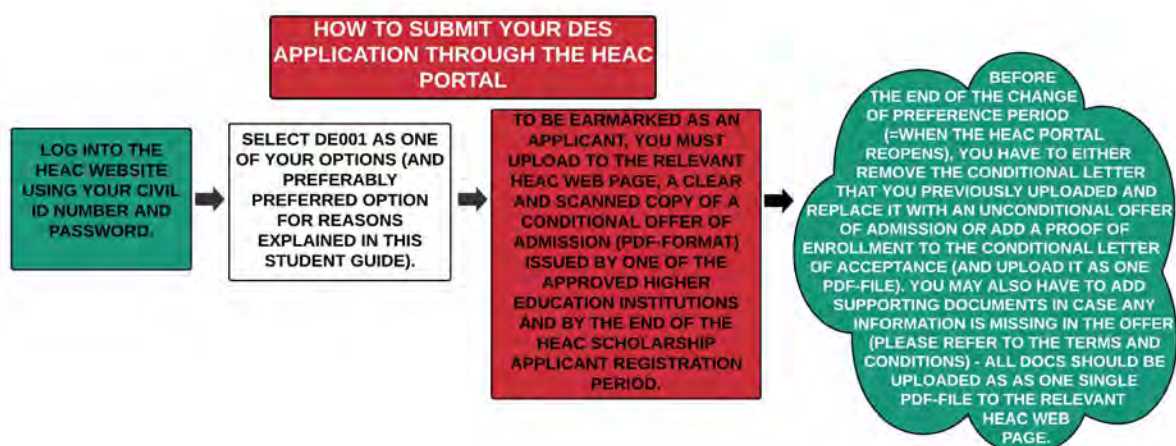 HOW TO SUBMIT YOUR DES
APPLICATION THROUGH THE HEAC
PORTAL
LOG INTO THE
HEAC WEBSITE
USING YOUR CIVIL
ID NUMBER AND
PASSWORD.
SELECT DE001 AS ONE
OF YOUR OPTIONS (AND
PREFERABLY
PREFERRED OPTION
FOR REASONS
EXPLAINED IN THIS
STUDENT GUIDE).
TO BE EARMARKED AS AN
APPLICANT, YOU MUST
UPLOAD TO THE RELEVANT
HEAC WEB PAGE, A CLEAR
AND SCANNED COPY OF A
CONDITIONAL OFFER OF
ADMISSION (PDF-FORMAT)
ISSUED BY ONE OF THE
APPROVED HIGHER
EDUCATION INSTITUTIONS
AND BY THE END OF THE
HEAC SCHOLARSHIP
APPLICANT REGISTRATION
PERIOD.
BEFORE
THE END OF THE CHANGE
OF PREFERENCE PERIOD
(=WHEN THE HEAC PORTAL
REOPENS), YOU HAVE TO EITHER
REMOVE THE CONDITIONAL LETTER
THAT YOU PREVIOUSLY UPLOADED AND
REPLACE IT WITH AN UNCONDITIONAL OFFER
OF ADMISSION OR ADD A PROOF OF
ENROLLMENT TO THE CONDITIONAL LETTER
OF ACCEPTANCE (AND UPLOAD IT AS ONE
PDF-FILE). YOU MAY ALSO HAVE TO ADD
SUPPORTING DOCUMENTS IN CASE ANY
INFORMATION IS MISSING IN THE OFFER
(PLEASE REFER TO THE TERMS AND
CONDITIONS) - ALL DOCS SHOULD BE
UPLOADED AS AS ONE SINGLE
PDF-FILE TO THE RELEVANT
HEAC WEB
PAGE.